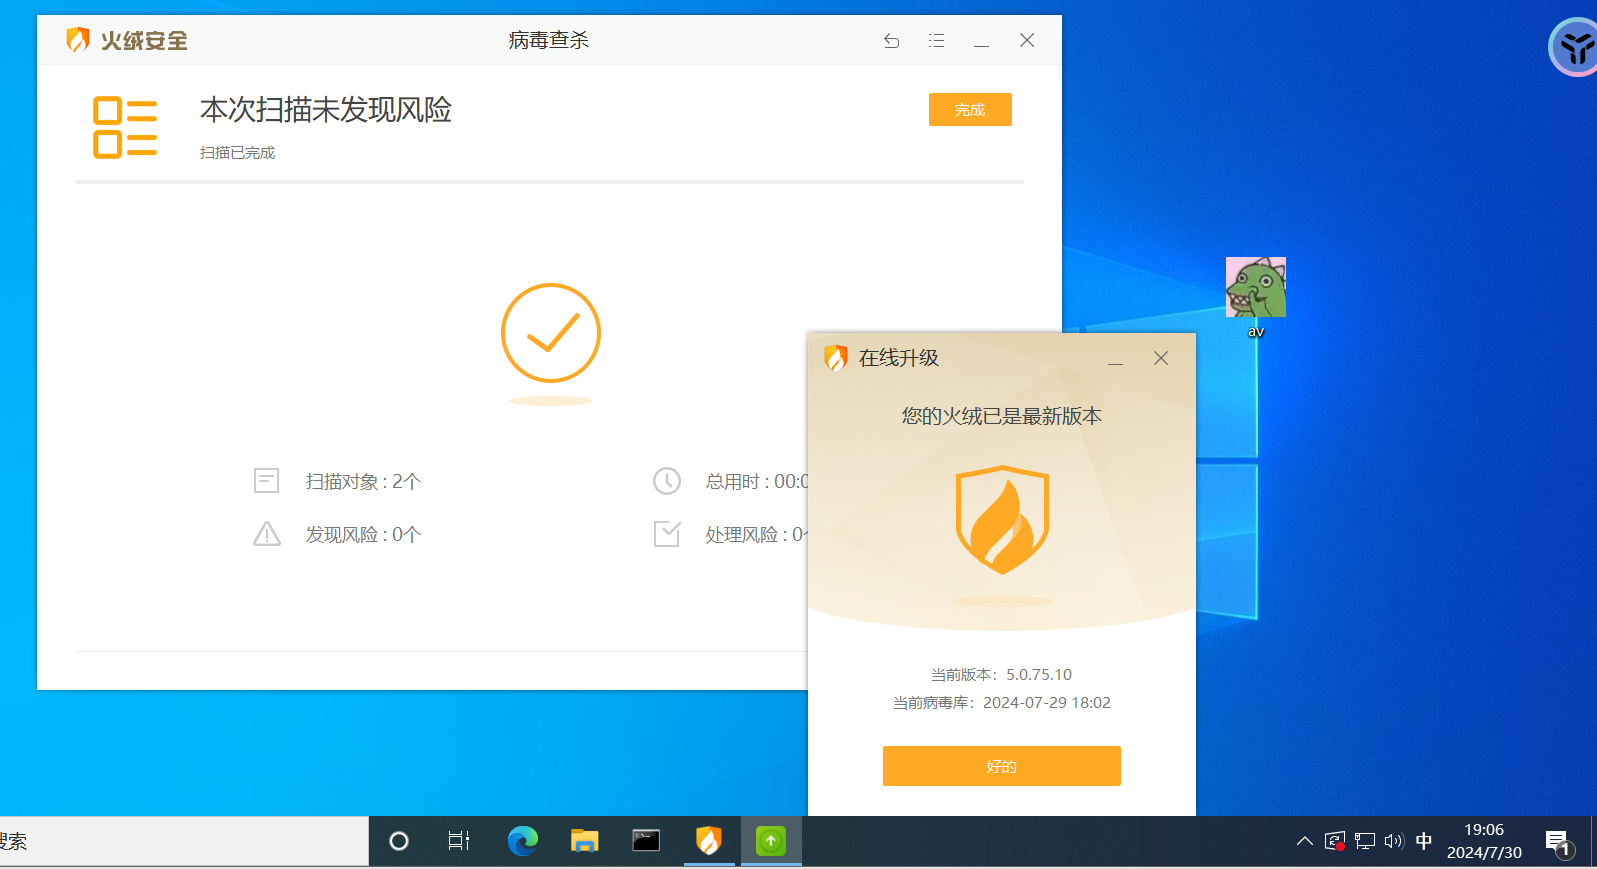 火绒安全
病毒查杀
本次扫描未发现风险
完成
扫描已完成
扫描对象 : 2个
总用时 : 00:0
发现风险 : 0个
处理风险 : 0
在线升级
您的火绒已是最新版本
当前版本：5.0.75.10
当前病毒库：2024-07-29 18:02
好的
av
搜索
中
19:06
2024/7/30
1